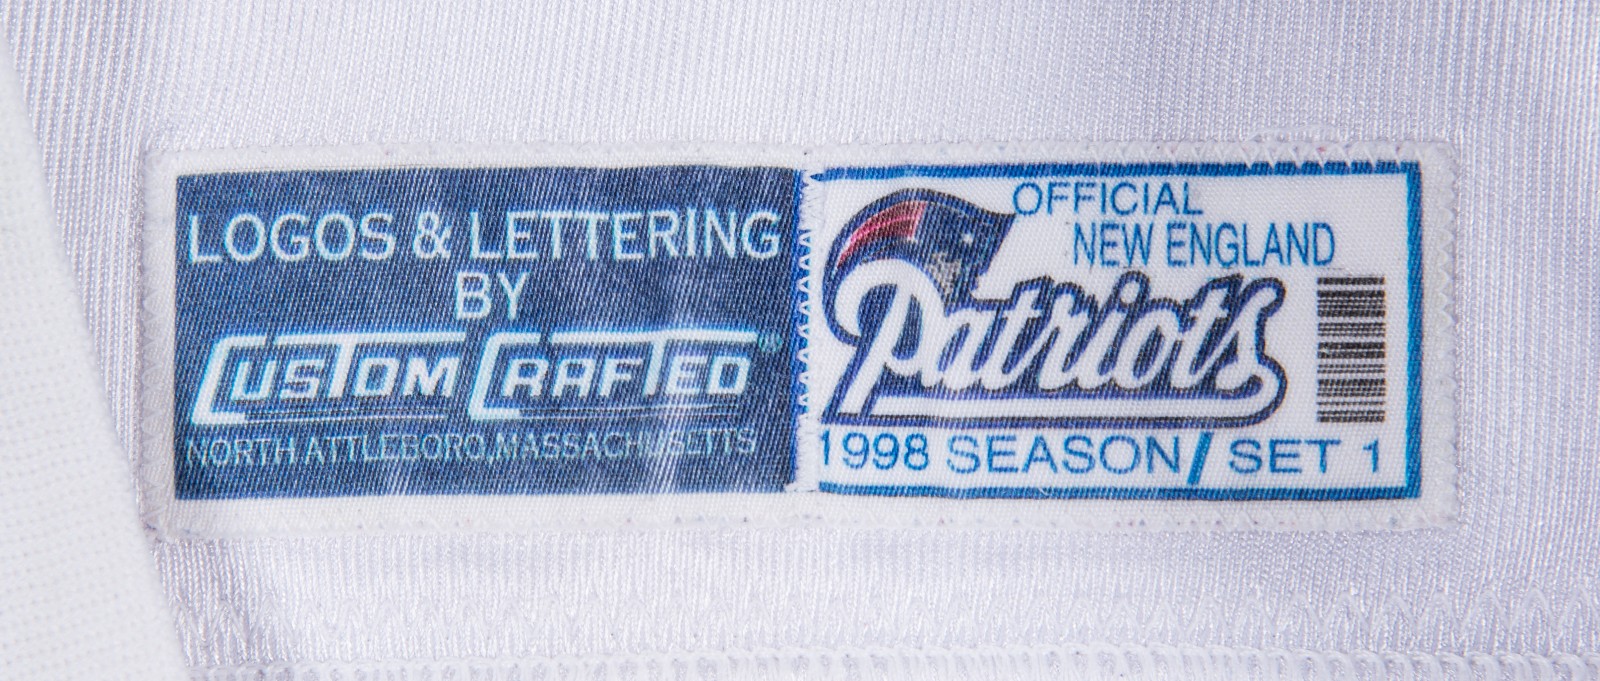 LOGOS & LETTERING
BY
CUSTOM CRAFTED®
NORTH ATTLEBORO, MASSACHUSETTS
OFFICIAL
NEW ENGLAND
Patriots
1998 SEASON/SET 1